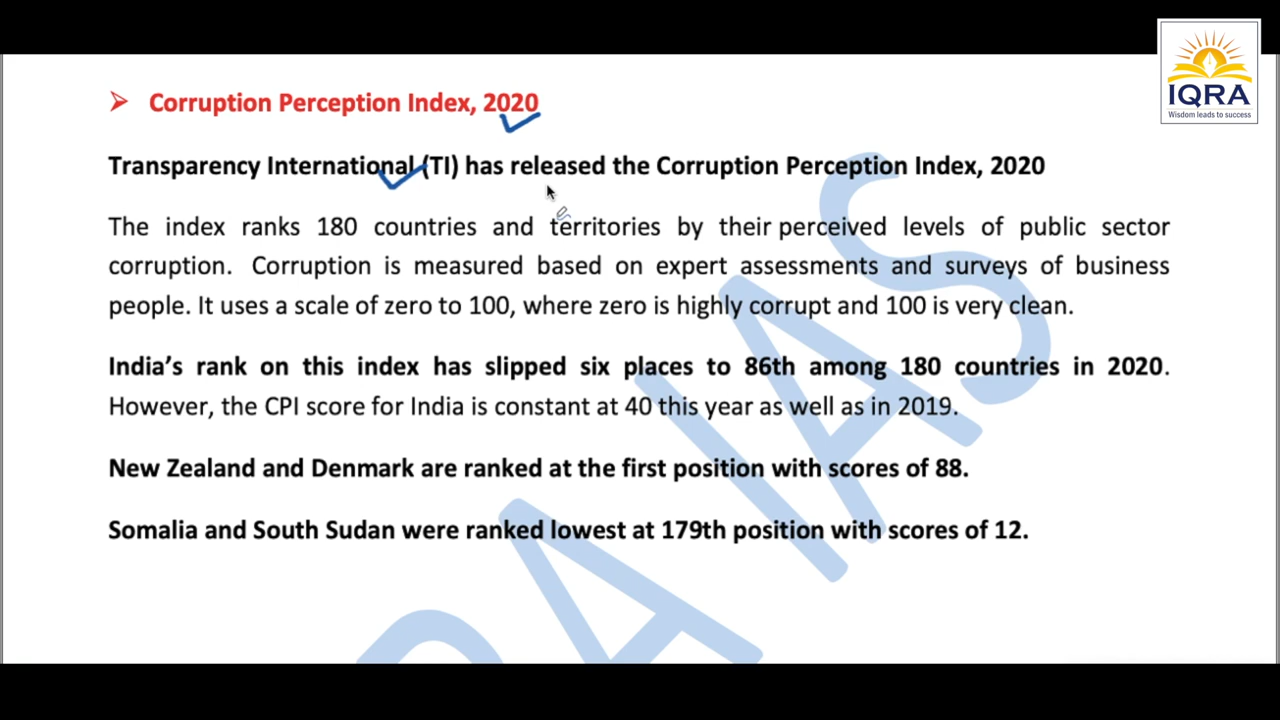 IQRA
Wisdom leads to success
➢ Corruption Perception Index, 2020
Transparency International (TI) has released the Corruption Perception Index, 2020
The index ranks 180 countries and territories by their perceived levels of public sector
corruption. Corruption is measured based on expert assessments and surveys of business
people. It uses a scale of zero to 100, where zero is highly corrupt and 100 is very clean.
India’s rank on this index has slipped six places to 86th among 180 countries in 2020.
However, the CPI score for India is constant at 40 this year as well as in 2019.
New Zealand and Denmark are ranked at the first position with scores of 88.
Somalia and South Sudan were ranked lowest at 179th position with scores of 12.
RA IAS